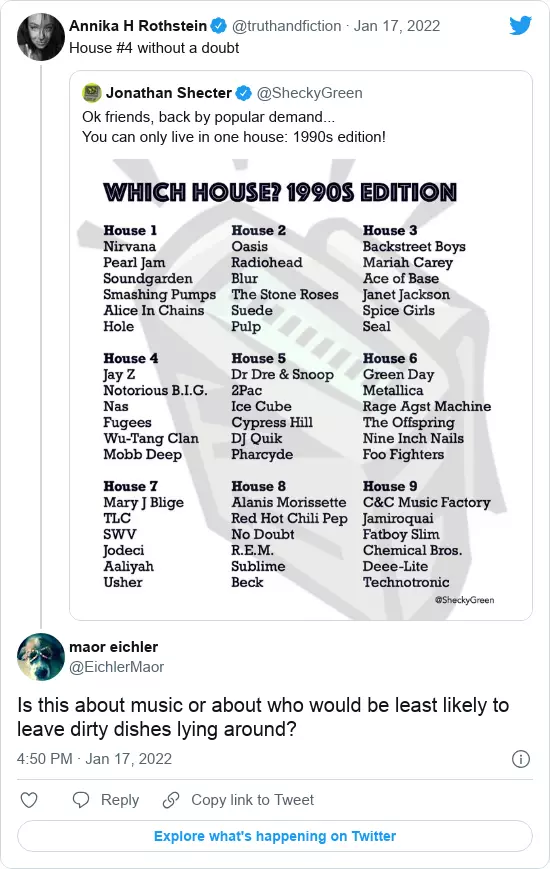 Annika H Rothstein @truthandfiction · Jan 17, 2022
House #4 without a doubt
Jonathan Shecter @SheckyGreen
Ok friends, back by popular demand...
You can only live in one house: 1990s edition!
WHICH HOUSE? 1990S EDITION
House 1
Nirvana
Pearl Jam
Soundgarden
Smashing Pumps
Alice In Chains
Hole
House 2
Oasis
Radiohead
Blur
The Stone Roses
Suede
Pulp
House 3
Backstreet Boys
Mariah Carey
Ace of Base
Janet Jackson
Spice Girls
Seal
House 4
Jay Z
Notorious B.I.G.
Nas
Fugees
Wu-Tang Clan
Mobb Deep
House 5
Dr Dre & Snoop
2Pac
Ice Cube
Cypress Hill
DJ Quik
Pharcyde
House 6
Green Day
Metallica
Rage Agst Machine
The Offspring
Nine Inch Nails
Foo Fighters
House 7
Mary J Blige
TLC
SWV
Jodeci
Aaliyah
Usher
House 8
Alanis Morissette
Red Hot Chili Pep
No Doubt
R.E.M.
Sublime
Beck
House 9
C&C Music Factory
Jamiroquai
Fatboy Slim
Chemical Bros.
Deee-Lite
Technotronic
@SheckyGreen
maor eichler
@EichlerMaor
Is this about music or about who would be least likely to
leave dirty dishes lying around?
4:50 PM · Jan 17, 2022
Reply
Copy link to Tweet
Explore what's happening on Twitter